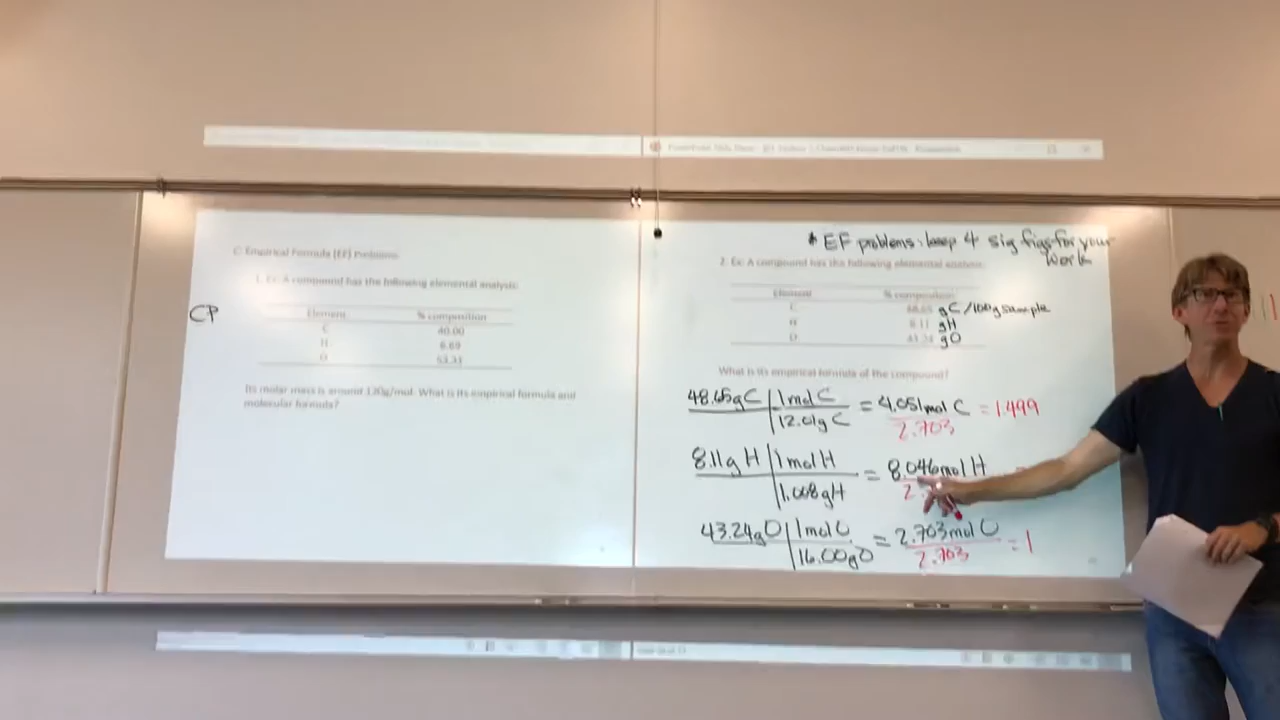 C. Empirical Formula (EF) Problems:
1. Ex: A compound has the following elemental analysis:
CP
Element % composition
C 40.00
H 6.69
O 53.31
Its molar mass is around 120g/mol. What is its empirical formula and
molecular formula?
* EF problems: keep 4 sig figs for your
work
2. Ex: A compound has the following elemental analysis:
Element % composition
C 48.65 gC/100g sample
H 8.11 gH
O 43.24 gO
What is its empirical formula of the compound?
48.65gC | 1molC = 4.051mol C = 1.499
12.01gC 2.703
8.11g H | 1molH = 8.046mol H
1.008gH 2
43.24gO | 1molO = 2.703mol O = 1
16.00gO 2.703